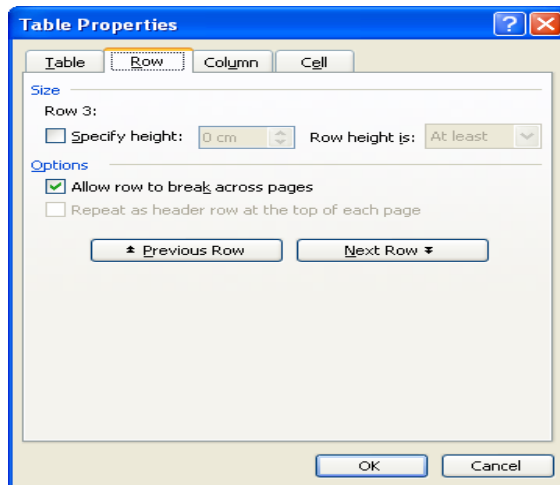 Table Properties
Table Row Column Cell
Size
Row 3:
Specify height: 0 cm Row height is: At least
Options
Allow row to break across pages
Repeat as header row at the top of each page
Previous Row Next Row
OK Cancel